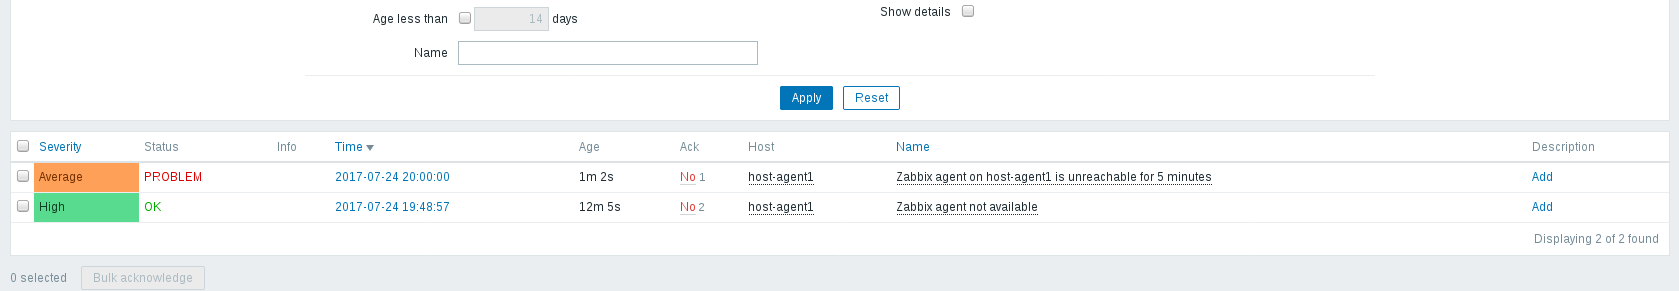 Age less than 14 days Show details
Name
Apply Reset
Severity Status Info Time Age Ack Host Name Description
Average PROBLEM 2017-07-24 20:00:00 1m 2s No 1 host-agent1 Zabbix agent on host-agent1 is unreachable for 5 minutes Add
High OK 2017-07-24 19:48:57 12m 5s No 2 host-agent1 Zabbix agent not available Add
Displaying 2 of 2 found
0 selected Bulk acknowledge